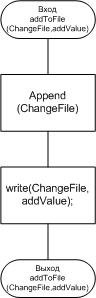 Вход
addToFile
(ChangeFile,addValue)
Append
(ChangeFile)
write(ChangeFile,
addValue);
Выход
addToFile
(ChangeFile,addValue)